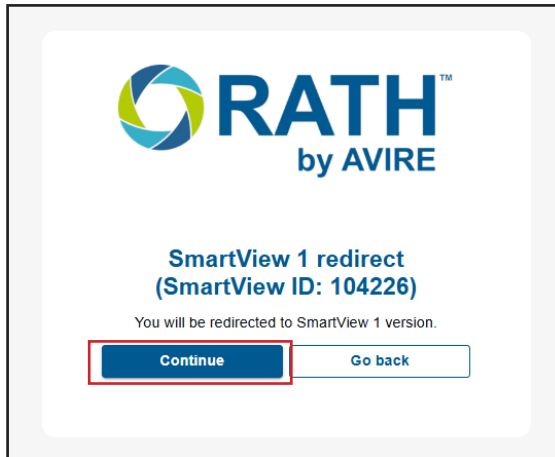 RATH™
by AVIRE
SmartView 1 redirect
(SmartView ID: 104226)
You will be redirected to SmartView 1 version.
Continue
Go back